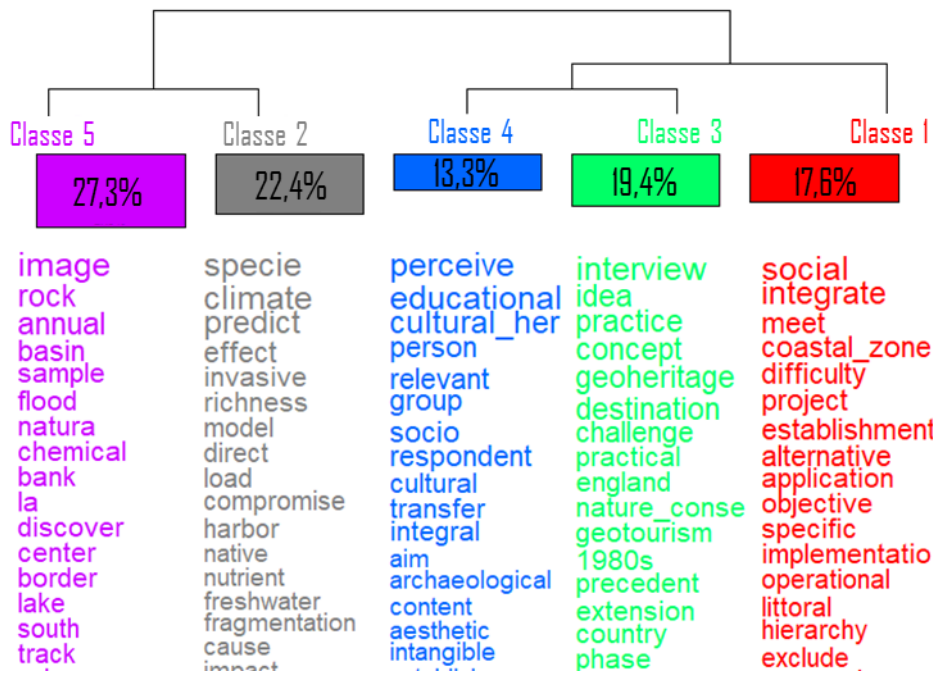 Classe 5
Classe 2
Classe 4
Classe 3
Classe 1
27,3%
22,4%
13,3%
19,4%
17,6%
image
rock
annual
basin
sample
flood
natura
chemical
bank
la
discover
center
border
lake
south
track
specie
climate
predict
effect
invasive
richness
model
direct
load
compromise
harbor
native
nutrient
freshwater
fragmentation
cause
impact
perceive
educational
cultural_her
person
relevant
group
socio
respondent
cultural
transfer
integral
aim
archaeological
content
aesthetic
intangible
interview
idea
practice
concept
geoheritage
destination
challenge
practical
england
nature_conse
geotourism
1980s
precedent
extension
country
phase
social
integrate
meet
coastal_zone
difficulty
project
establishment
alternative
application
objective
specific
implementatio
operational
littoral
hierarchy
exclude